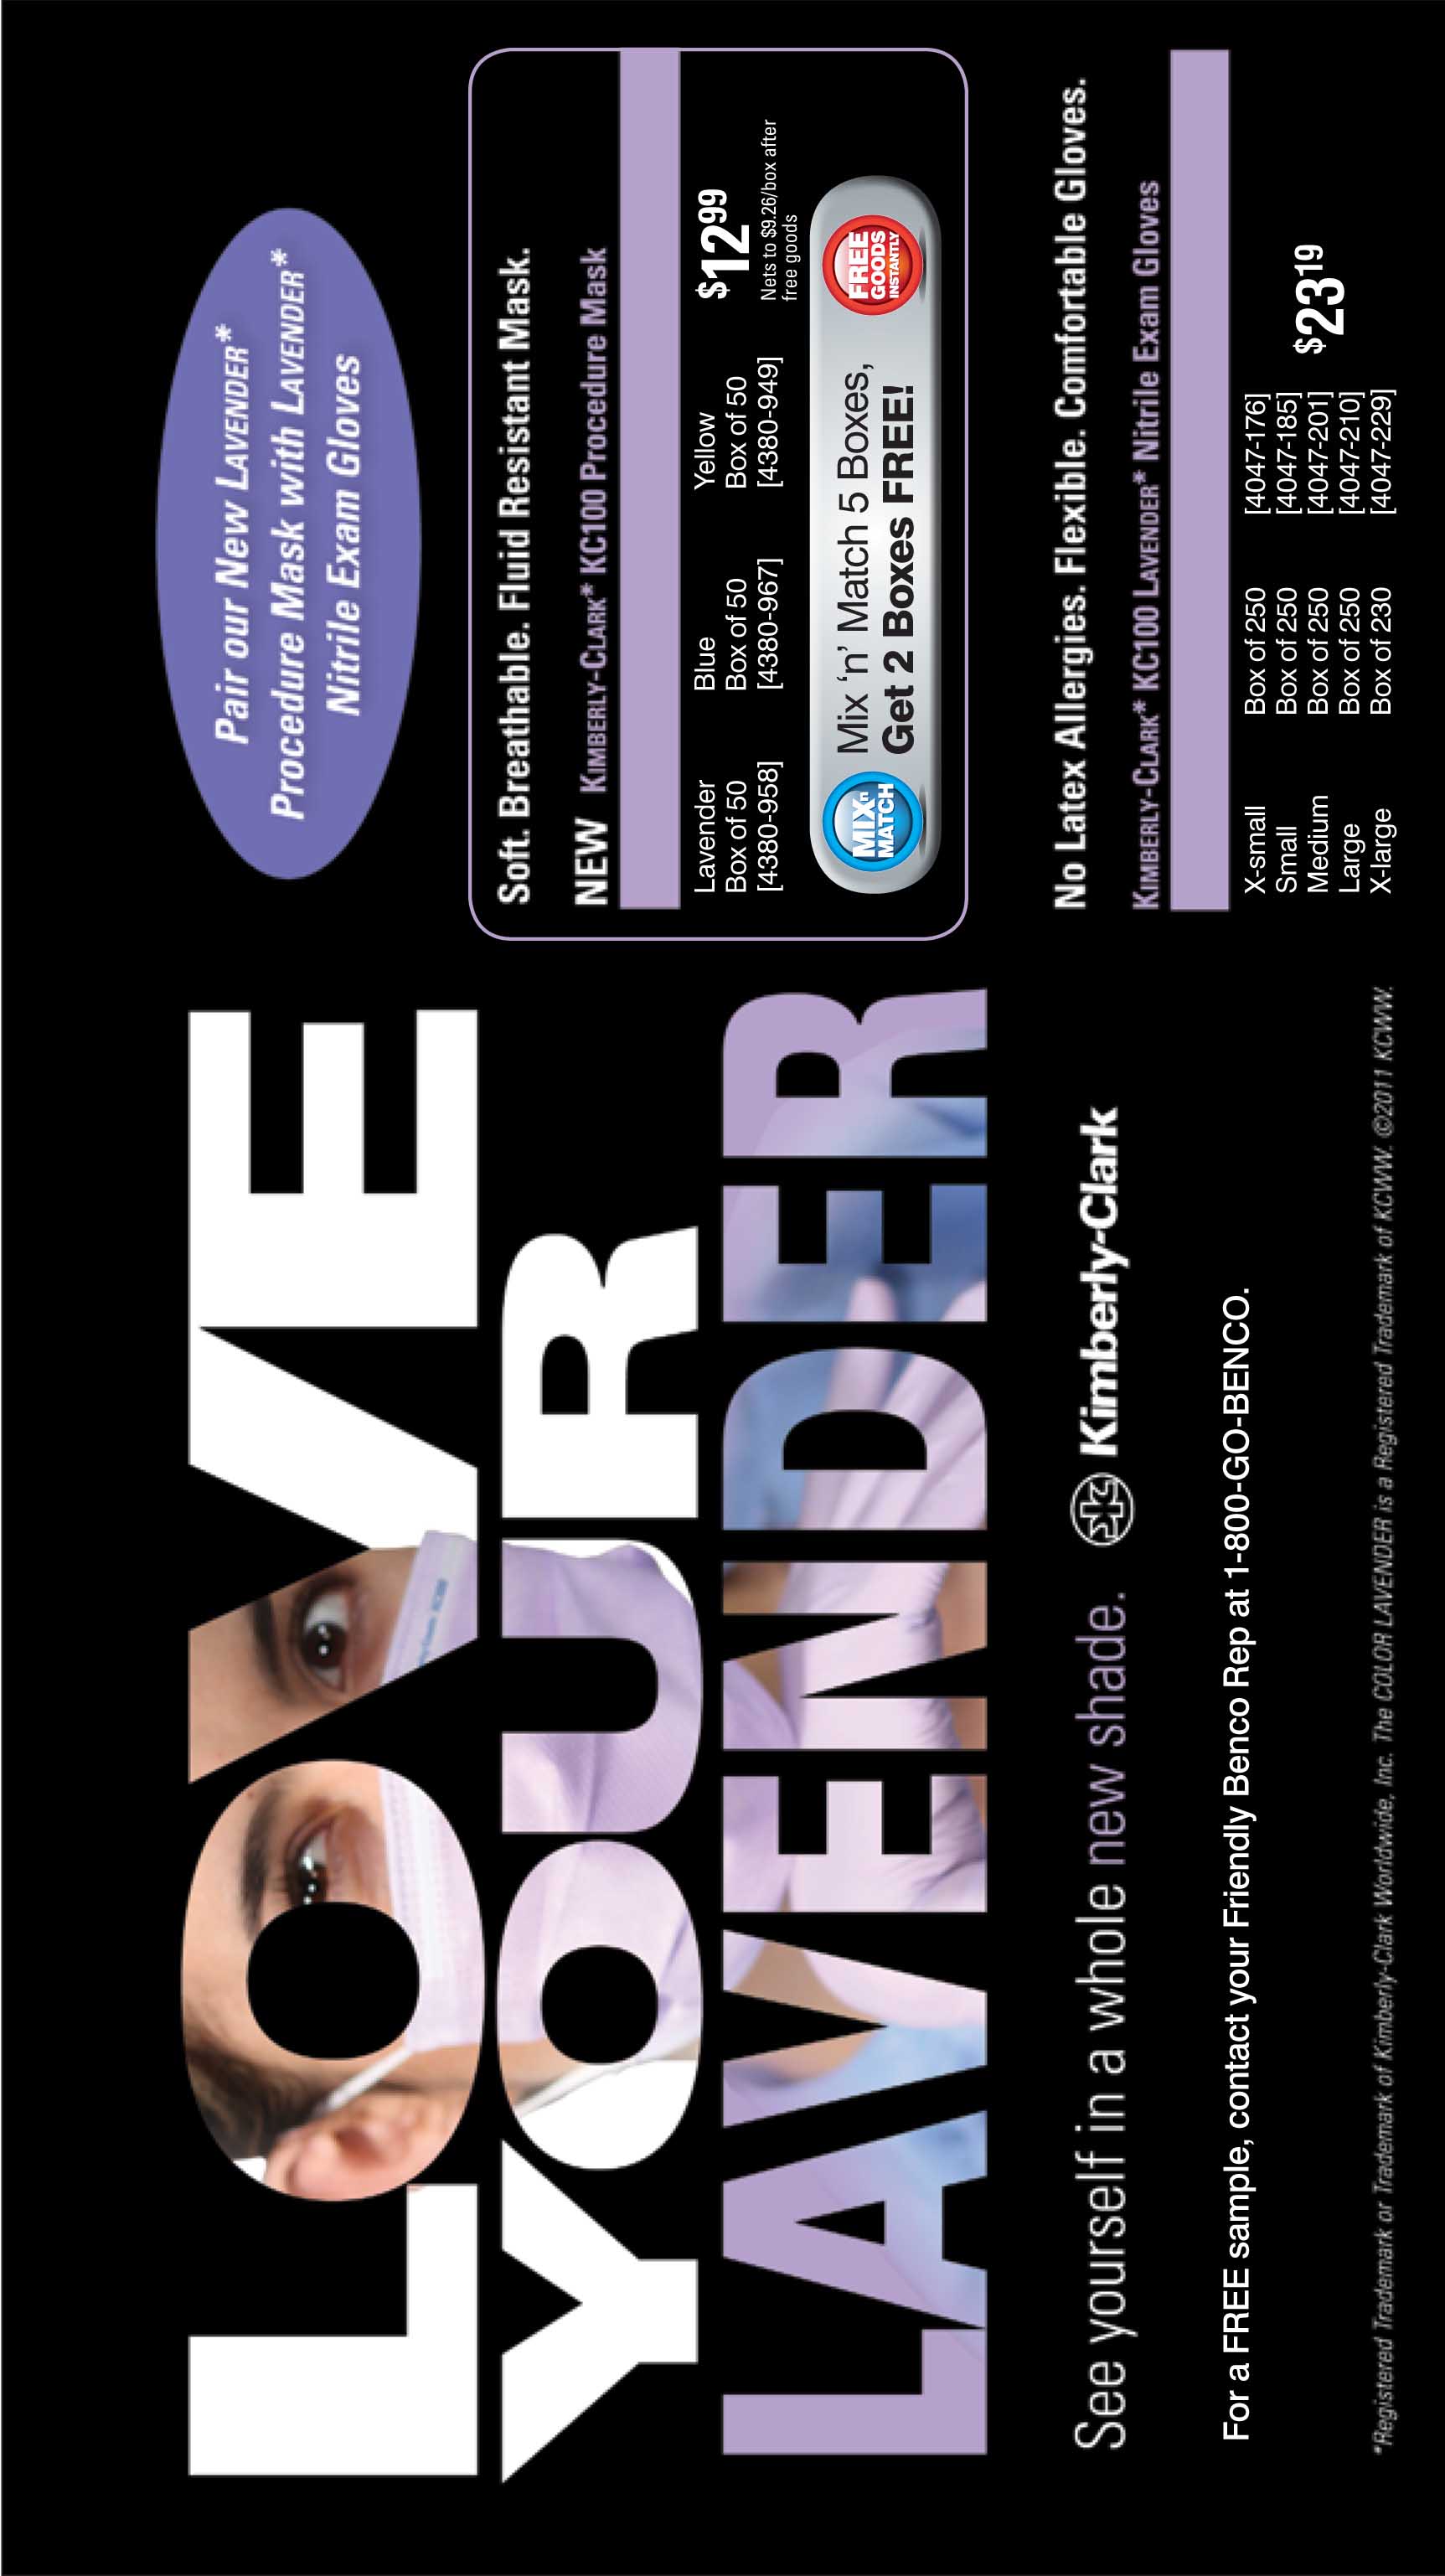 LOVE
YOUR
LAVENDER
See yourself in a whole new shade.
Kimberly-Clark
For a FREE sample, contact your Friendly Benco Rep at 1-800-GO-BENCO.
*Registered Trademark or Trademark of Kimberly-Clark Worldwide, Inc. The COLOR LAVENDER is a Registered Trademark of KCWW. ©2011 KCWW.
Pair our New LAVENDER*
Procedure Mask with LAVENDER*
Nitrile Exam Gloves
Soft. Breathable. Fluid Resistant Mask.
NEW KIMBERLY-CLARK* KC100 Procedure Mask
Lavender Blue Yellow $12.99
Box of 50 Box of 50 Box of 50
[4380-958] [4380-967] [4380-949]
Nets to $9.26/box after
free goods
MIX n MATCH
Mix 'n' Match 5 Boxes,
Get 2 Boxes FREE!
FREE
GOODS
INSTANTLY
No Latex Allergies. Flexible. Comfortable Gloves.
KIMBERLY-CLARK* KC100 LAVENDER* Nitrile Exam Gloves
X-small Box of 250 [4047-176]
Small Box of 250 [4047-185]
Medium Box of 250 [4047-201] $23.19
Large Box of 250 [4047-210]
X-large Box of 230 [4047-229]